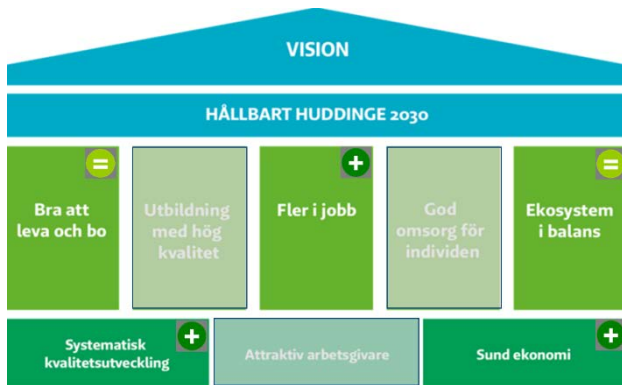 VISION
HÅLLBART HUDDINGE 2030
Bra att
leva och bo
Utbildning
med hög
kvalitet
Fler i jobb
God
omsorg för
individen
Ekosystem
i balans
Systematisk
kvalitetsutveckling
Attraktiv arbetsgivare
Sund ekonomi